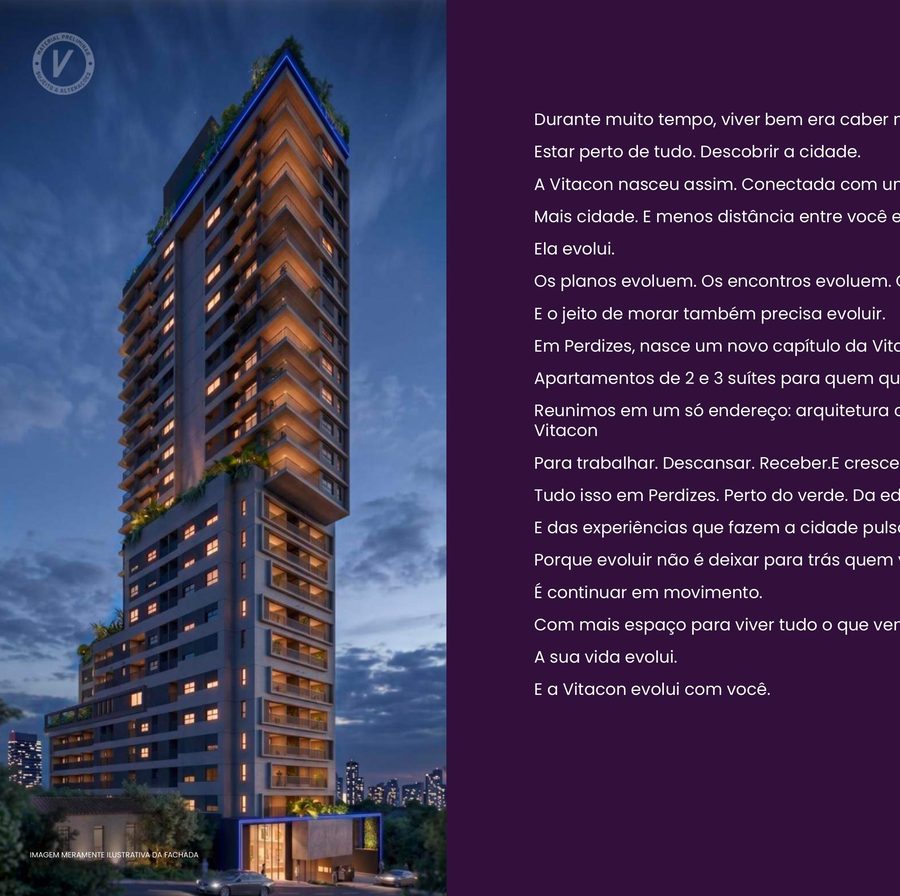 MATERIAL PRELIMINAR
V
SUJEITO A ALTERAÇÕES
Durante muito tempo, viver bem era caber
Estar perto de tudo. Descobrir a cidade.
A Vitacon nasceu assim. Conectada com
Mais cidade. E menos distância entre você e
Ela evolui.
Os planos evoluem. Os encontros evoluem.
E o jeito de morar também precisa evoluir.
Em Perdizes, nasce um novo capítulo da
Apartamentos de 2 e 3 suítes para quem
Reunimos em um só endereço: arquitetura
Vitacon
Para trabalhar. Descansar. Receber.E
Tudo isso em Perdizes. Perto do verde. Da
E das experiências que fazem a cidade
Porque evoluir não é deixar para trás quem
É continuar em movimento.
Com mais espaço para viver tudo o que
A sua vida evolui.
E a Vitacon evolui com você.
IMAGEM MERAMENTE ILUSTRATIVA DA FACHADA